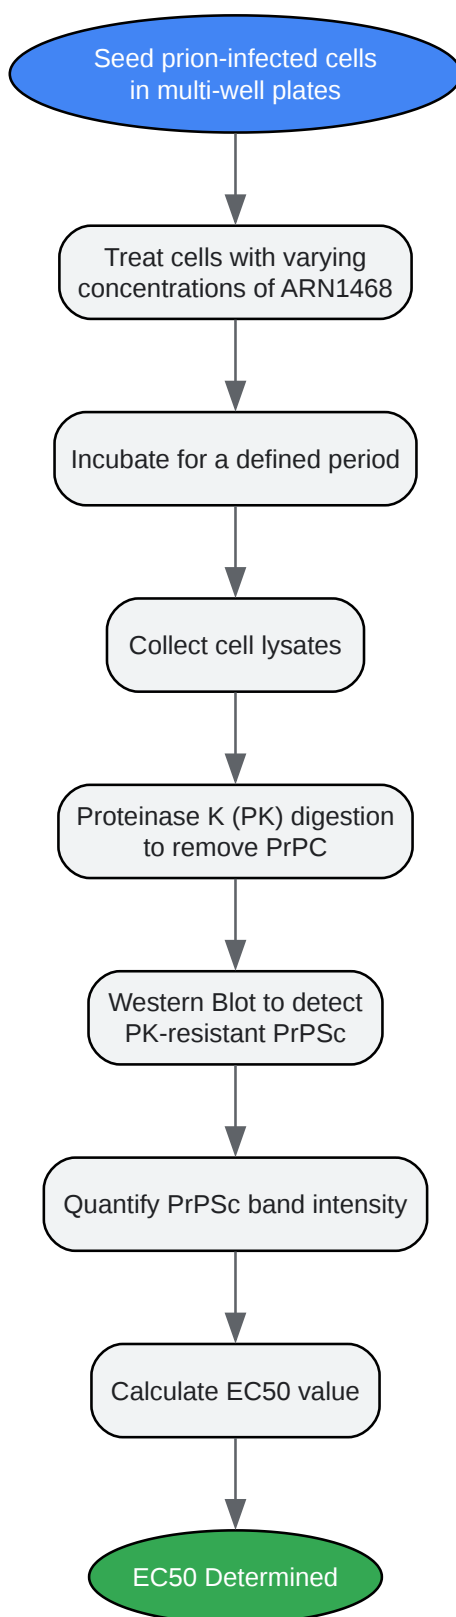 Seed prion-infected cells
in multi-well plates
Treat cells with varying
concentrations of ARN1468
Incubate for a defined period
Collect cell lysates
Proteinase K (PK) digestion
to remove PrPC
Western Blot to detect
PK-resistant PrPSc
Quantify PrPSc band intensity
Calculate EC50 value
EC50 Determined